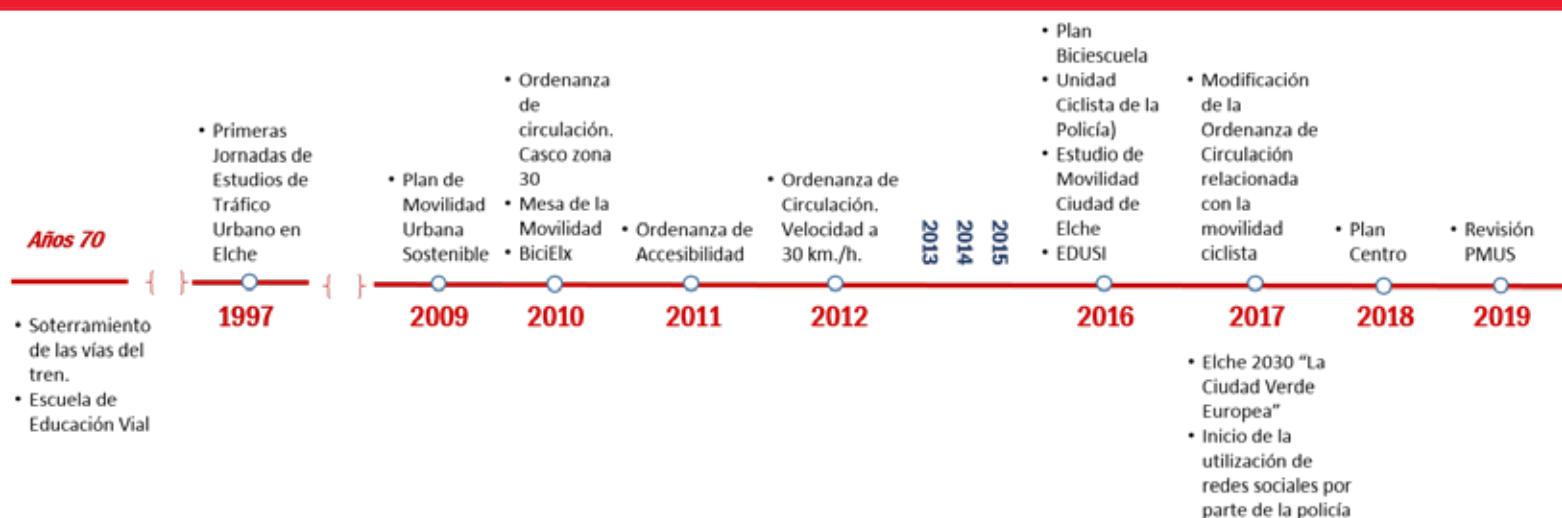 Años 70
• Soterramiento
de las vías del
tren.
• Escuela de
Educación Vial
• Primeras
Jornadas de
Estudios de
Tráfico
Urbano en
Elche
1997
• Plan de
Movilidad
Urbana
Sostenible
2009
• Ordenanza
de
circulación.
Casco zona
30
• Mesa de la
Movilidad
• BiciElx
2010
• Ordenanza de
Accesibilidad
2011
• Ordenanza de
Circulación.
Velocidad a
30 km./h.
2012
2013
2014
2015
• Plan
Biciescuela
• Unidad
Ciclista de la
Policía)
• Estudio de
Movilidad
Ciudad de
Elche
• EDUSI
2016
• Modificación
de la
Ordenanza de
Circulación
relacionada
con la
movilidad
ciclista
2017
• Elche 2030 “La
Ciudad Verde
Europea”
• Inicio de la
utilización de
redes sociales por
parte de la policía
• Plan
Centro
2018
• Revisión
PMUS
2019